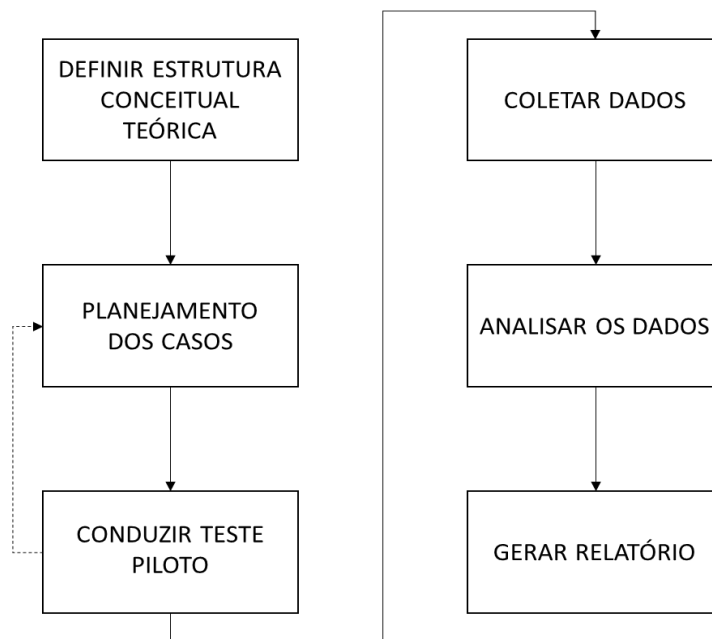 DEFINIR ESTRUTURA
CONCEITUAL
TEÓRICA
PLANEJAMENTO
DOS CASOS
CONDUZIR TESTE
PILOTO
COLETAR DADOS
ANALISAR OS DADOS
GERAR RELATÓRIO